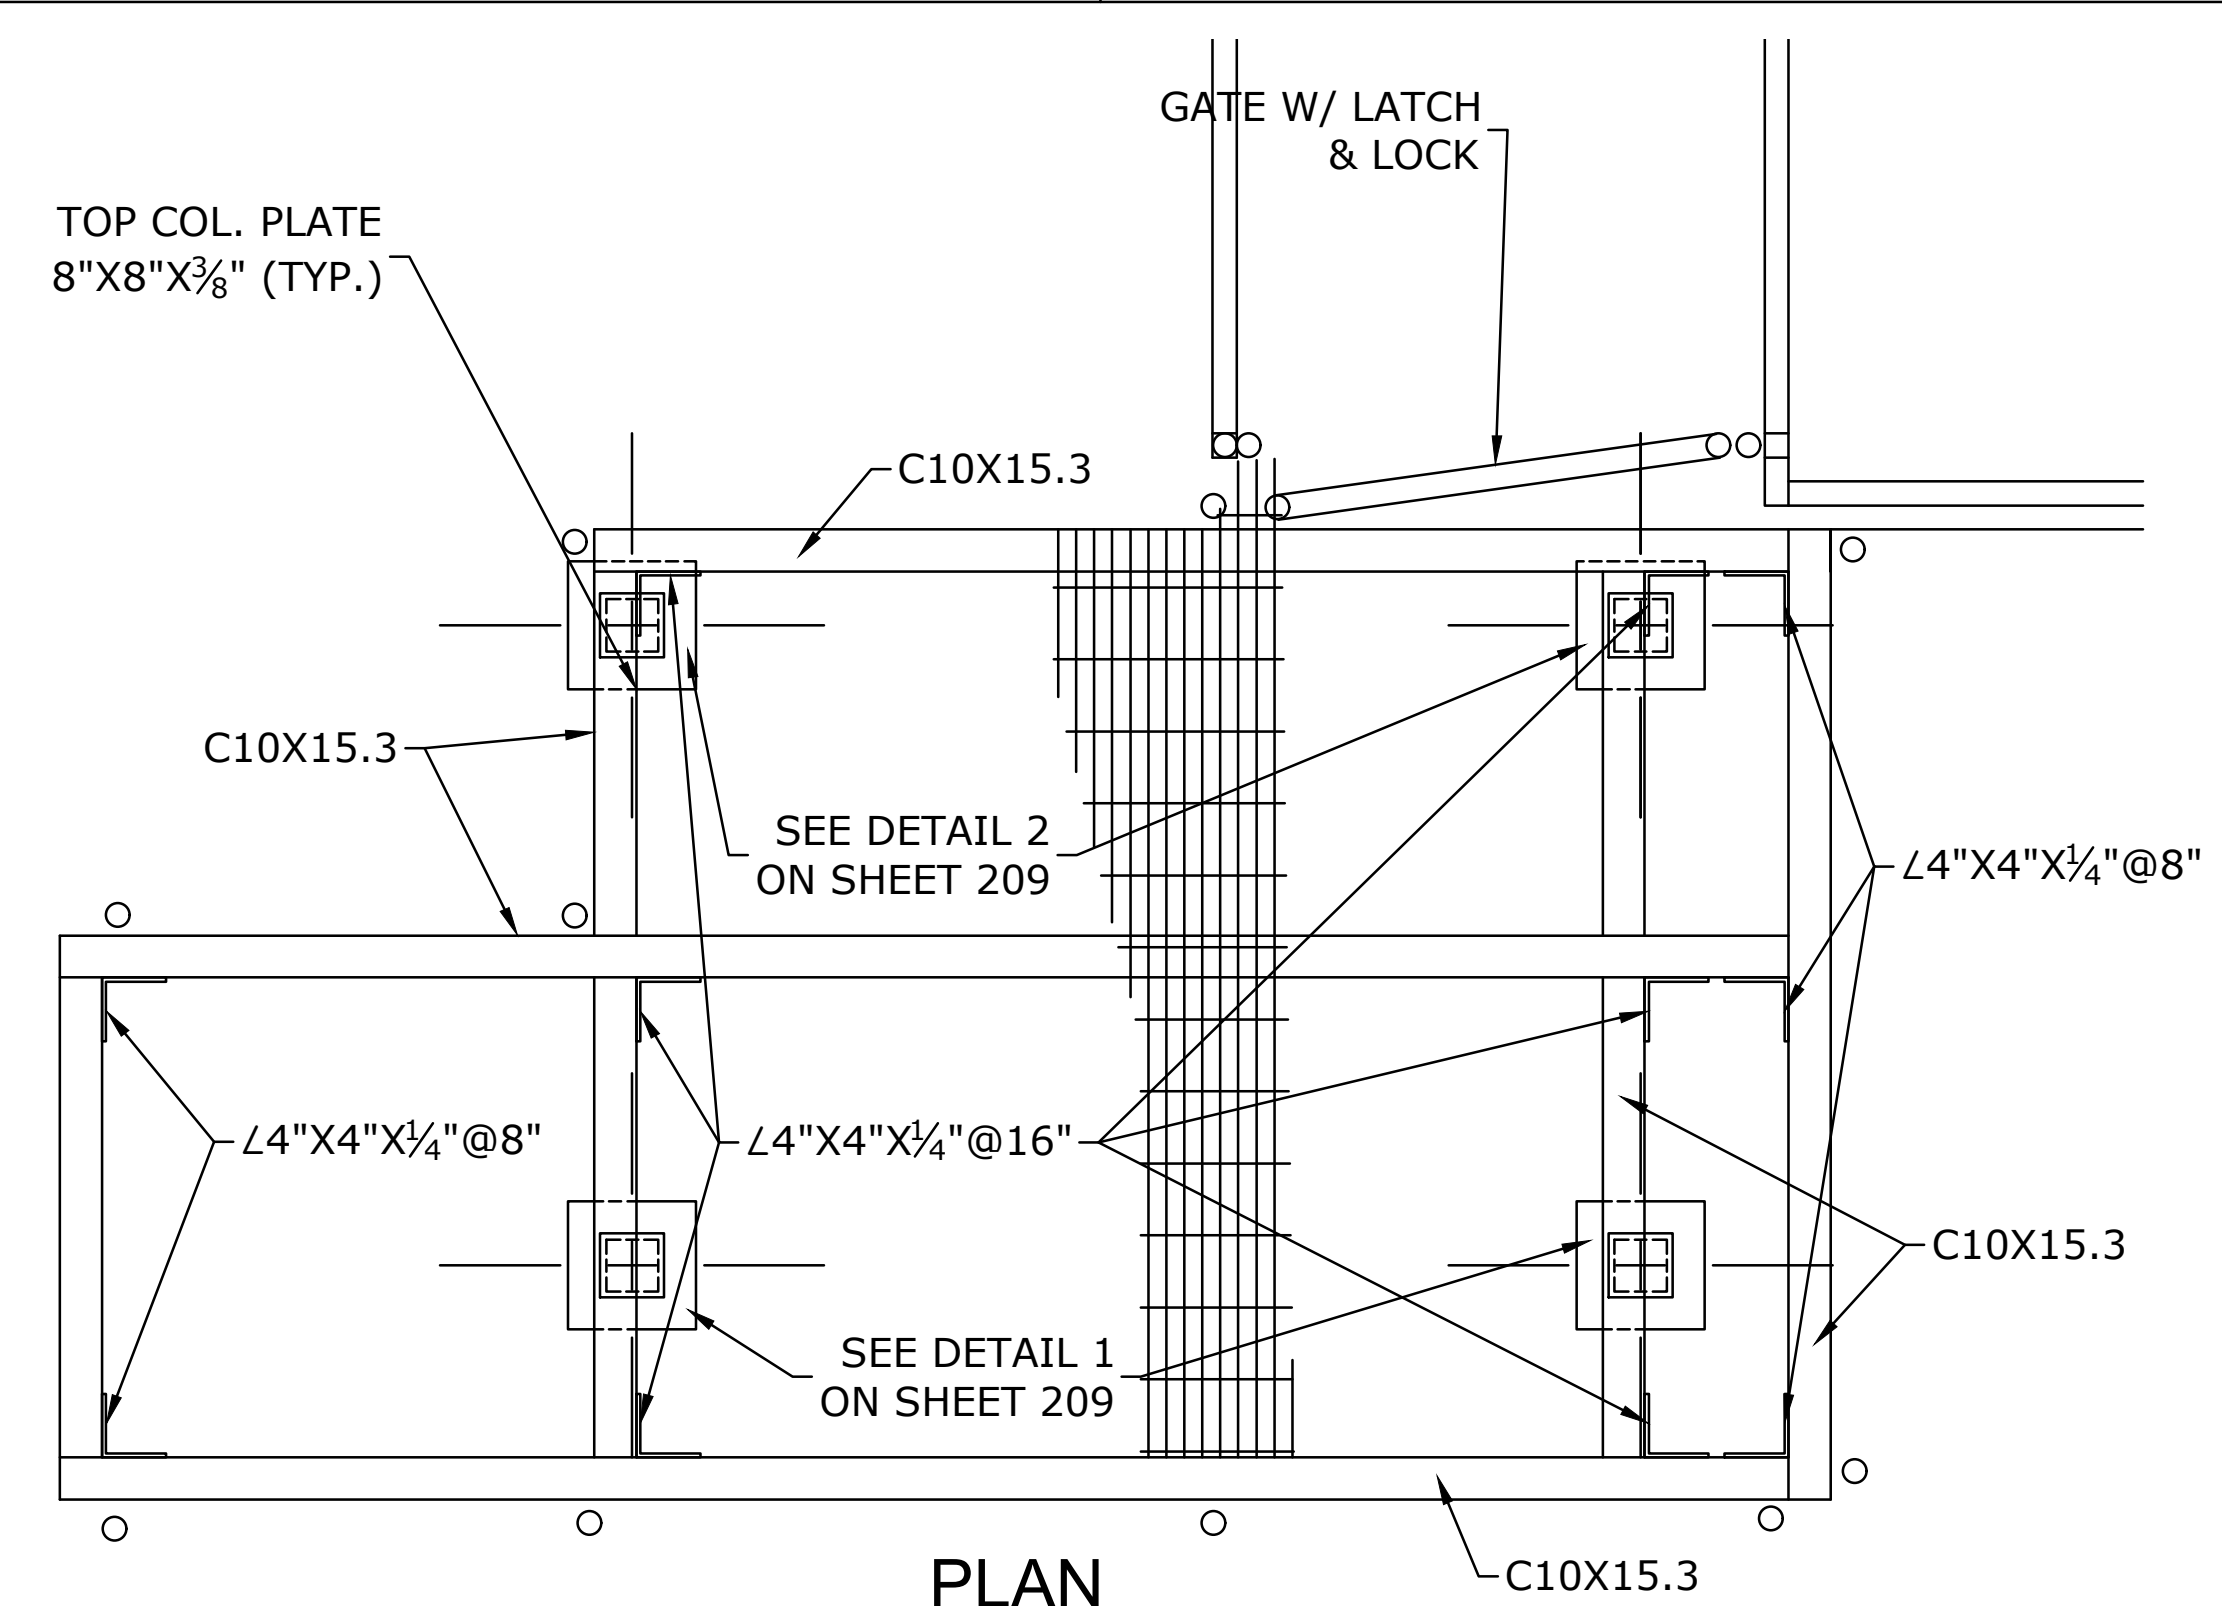 GATE W/ LATCH
& LOCK
TOP COL. PLATE
8"X8"X⅜" (TYP.)
C10X15.3
C10X15.3
SEE DETAIL 2
ON SHEET 209
∠4"X4"X¼"@8"
∠4"X4"X¼"@8"
∠4"X4"X¼"@16"
C10X15.3
SEE DETAIL 1
ON SHEET 209
C10X15.3
PLAN